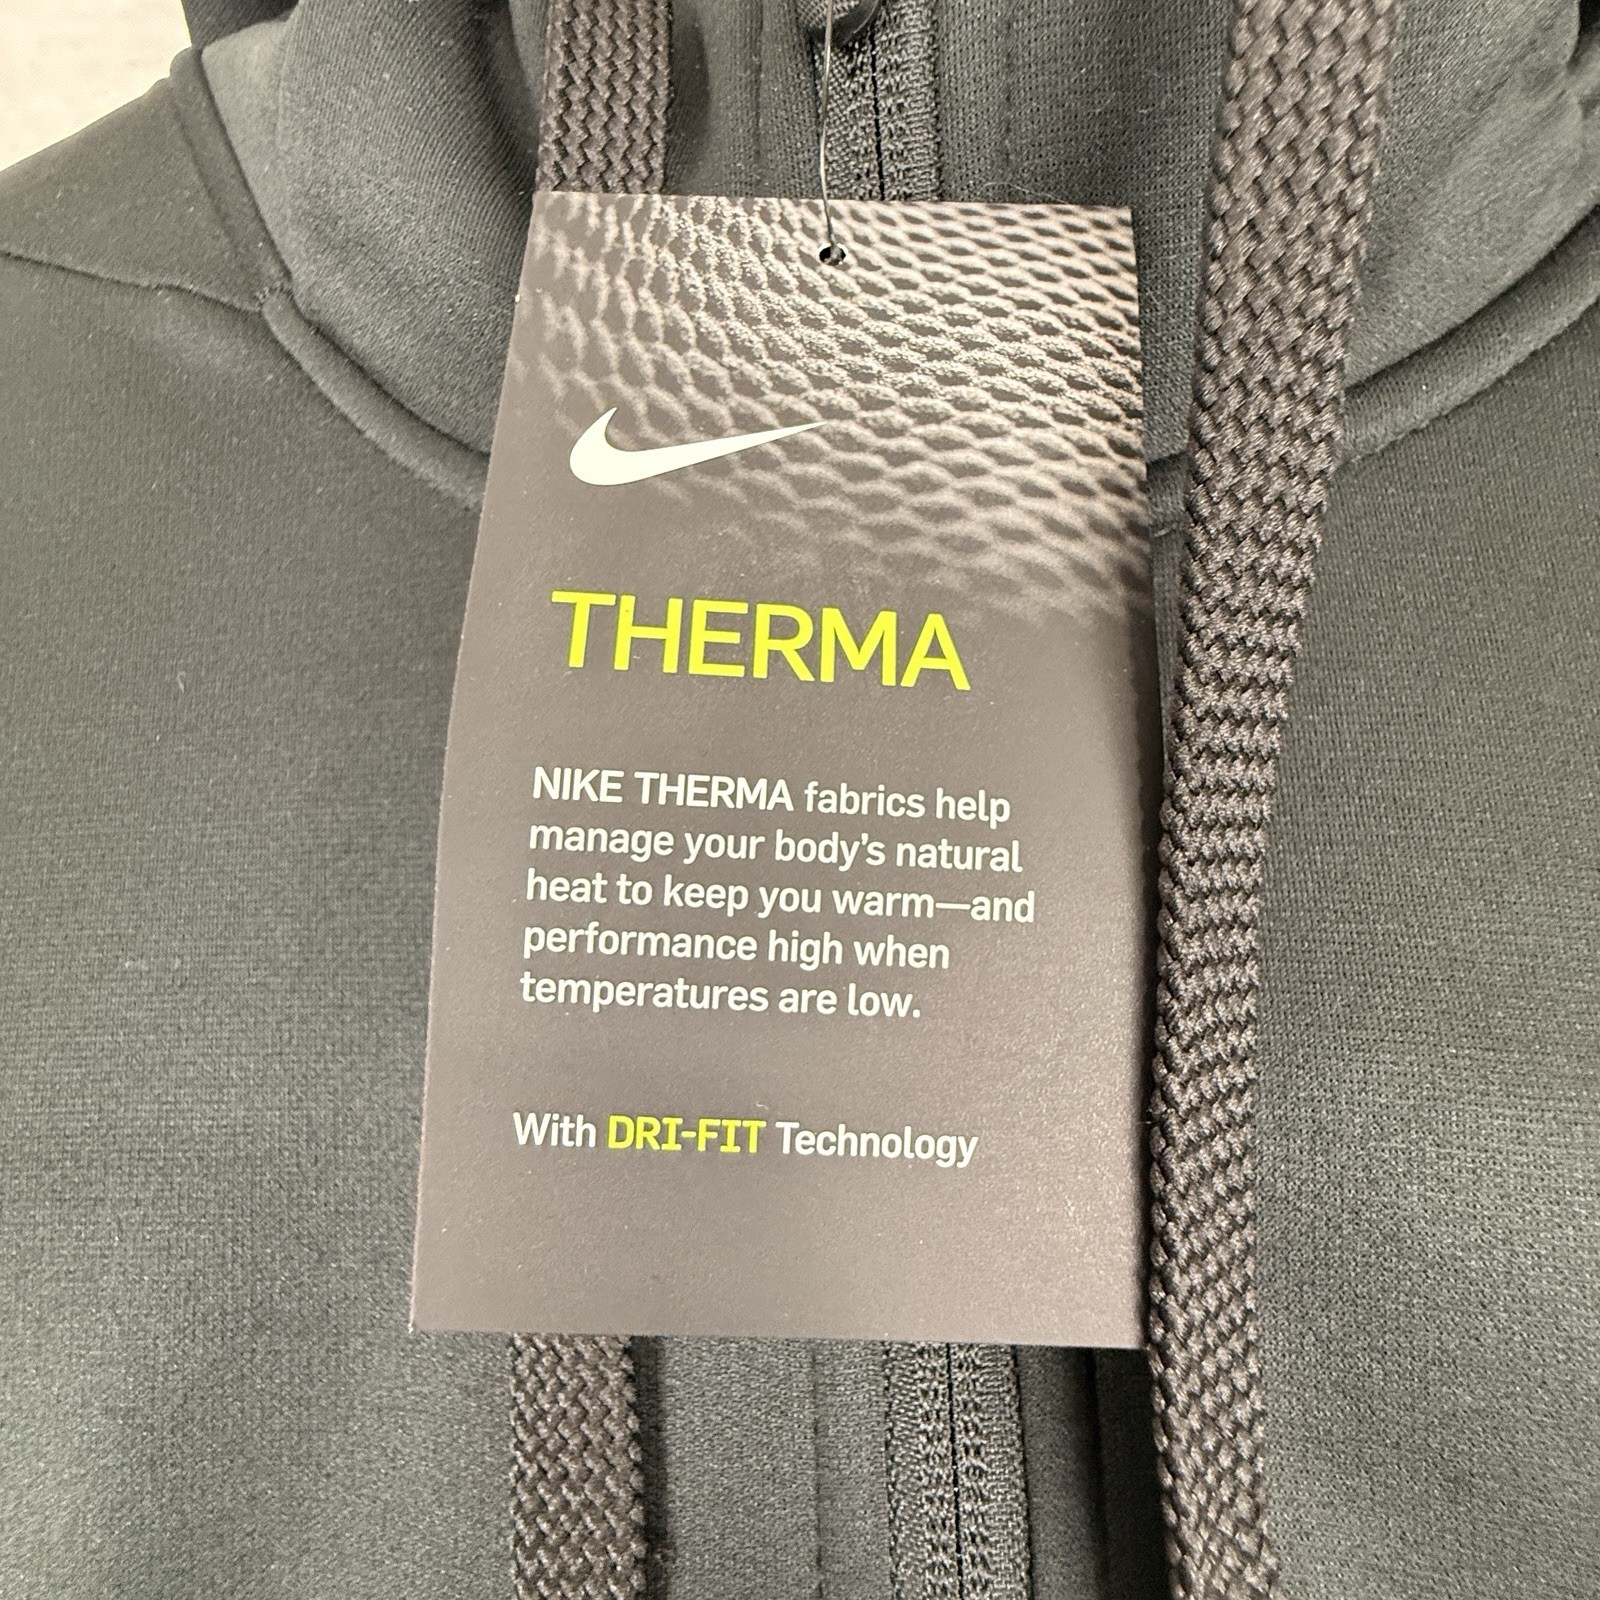 THERMA
NIKE THERMA fabrics help
manage your body’s natural
heat to keep you warm—and
performance high when
temperatures are low.
With DRI-FIT Technology